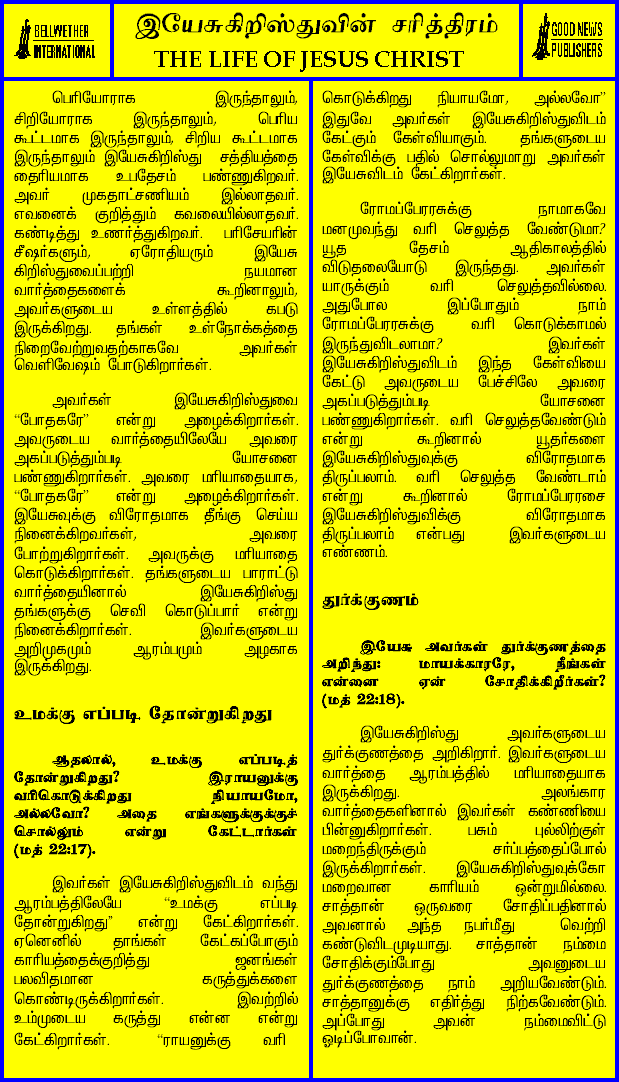 BELLWETHER
INTERNATIONAL
இயேசுகிறிஸ்துவின் சரித்திரம்
THE LIFE OF JESUS CHRIST
GOOD NEWS
PUBLISHERS
பெரியோராக இருந்தாலும்,
சிறியோராக இருந்தாலும், பெரிய
கூட்டமாக இருந்தாலும், சிறிய கூட்டமாக
இருந்தாலும் இயேசுகிறிஸ்து சத்தியத்தை
தைரியமாக உபதேசம் பண்ணுகிறவர்.
அவர் முகதாட்சணியம் இல்லாதவர்.
எவனைக் குறித்தும் கவலையில்லாதவர்.
கண்டித்து உணர்த்துகிறவர். பரிசேயரின்
சீஷர்களும், ஏரோதியரும் இயேசு
கிறிஸ்துவைப்பற்றி நயமான
வார்த்தைகளைக் கூறினாலும்,
அவர்களுடைய உள்ளத்தில் கபடு
இருக்கிறது. தங்கள் உள்நோக்கத்தை
நிறைவேற்றுவதற்காகவே அவர்கள்
வெளிவேஷம் போடுகிறார்கள்.
அவர்கள் இயேசுகிறிஸ்துவை
“போதகரே” என்று அழைக்கிறார்கள்.
அவருடைய வார்த்தையிலேயே அவரை
அகப்படுத்தும்படி யோசனை
பண்ணுகிறார்கள். அவரை மரியாதையாக,
“போதகரே” என்று அழைக்கிறார்கள்.
இயேசுவுக்கு விரோதமாக தீங்கு செய்ய
நினைக்கிறவர்கள், அவரை
போற்றுகிறார்கள். அவருக்கு மரியாதை
கொடுக்கிறார்கள். தங்களுடைய பாராட்டு
வார்த்தையினால் இயேசுகிறிஸ்து
தங்களுக்கு செவி கொடுப்பார் என்று
நினைக்கிறார்கள். இவர்களுடைய
அறிமுகமும் ஆரம்பமும் அழகாக
இருக்கிறது.
உமக்கு எப்படி தோன்றுகிறது
ஆதலால், உமக்கு எப்படித்
தோன்றுகிறது? இராயனுக்கு
வரிகொடுக்கிறது நியாயமோ,
அல்லவோ? அதை எங்களுக்குக்குச்
சொல்லும் என்று கேட்டார்கள்
(மத் 22:17).
இவர்கள் இயேசுகிறிஸ்துவிடம் வந்து
ஆரம்பத்திலேயே “உமக்கு எப்படி
தோன்றுகிறது” என்று கேட்கிறார்கள்.
ஏனெனில் தாங்கள் கேட்கப்போகும்
காரியத்தைக்குறித்து ஜனங்கள்
பலவிதமான கருத்துக்களை
கொண்டிருக்கிறார்கள். இவற்றில்
உம்முடைய கருத்து என்ன என்று
கேட்கிறார்கள். “ராயனுக்கு வரி
கொடுக்கிறது நியாயமோ, அல்லவோ”
இதுவே அவர்கள் இயேசுகிறிஸ்துவிடம்
கேட்கும் கேள்வியாகும். தங்களுடைய
கேள்விக்கு பதில் சொல்லுமாறு அவர்கள்
இயேசுவிடம் கேட்கிறார்கள்.
ரோமப்பேரரசுக்கு நாமாகவே
மனமுவந்து வரி செலுத்த வேண்டுமா?
யூத தேசம் ஆதிகாலத்தில்
விடுதலையோடு இருந்தது. அவர்கள்
யாருக்கும் வரி செலுத்தவில்லை.
அதுபோல இப்போதும் நாம்
ரோமப்பேரரசுக்கு வரி கொடுக்காமல்
இருந்துவிடலாமா? இவர்கள்
இயேசுகிறிஸ்துவிடம் இந்த கேள்வியை
கேட்டு அவருடைய பேச்சிலே அவரை
அகப்படுத்தும்படி யோசனை
பண்ணுகிறார்கள். வரி செலுத்தவேண்டும்
என்று கூறினால் யூதர்களை
இயேசுகிறிஸ்துவுக்கு விரோதமாக
திருப்பலாம். வரி செலுத்த வேண்டாம்
என்று கூறினால் ரோமப்பேரரசை
இயேசுகிறிஸ்துவிக்கு விரோதமாக
திருப்பலாம் என்பது இவர்களுடைய
எண்ணம்.
துர்க்குணம்
இயேசு அவர்கள் துர்க்குணத்தை
அறிந்து: மாயக்காரரே, நீங்கள்
என்னை ஏன் சோதிக்கிறீர்கள்?
(மத் 22:18).
இயேசுகிறிஸ்து அவர்களுடைய
துர்க்குணத்தை அறிகிறார். இவர்களுடைய
வார்த்தை ஆரம்பத்தில் மரியாதையாக
இருக்கிறது. அலங்கார
வார்த்தைகளினால் இவர்கள் கண்ணியை
பின்னுகிறார்கள். பசும் புல்லிற்குள்
மறைந்திருக்கும் சர்ப்பத்தைப்போல்
இருக்கிறார்கள். இயேசுகிறிஸ்துவுக்கோ
மறைவான காரியம் ஒன்றுமில்லை.
சாத்தான் ஒருவரை சோதிப்பதினால்
அவனால் அந்த நபர்மீது வெற்றி
கண்டுவிடமுடியாது. சாத்தான் நம்மை
சோதிக்கும்போது அவனுடைய
துர்க்குணத்தை நாம் அறியவேண்டும்.
சாத்தானுக்கு எதிர்த்து நிற்கவேண்டும்.
அப்போது அவன் நம்மைவிட்டு
ஓடிப்போவான்.